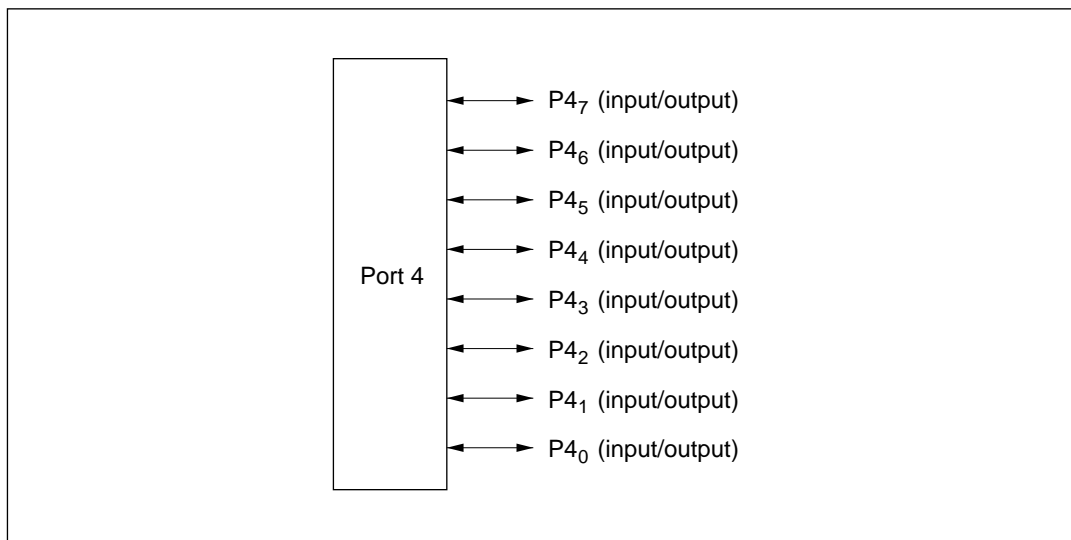 P4₇ (input/output)
P4₆ (input/output)
P4₅ (input/output)
P4₄ (input/output)
Port 4
P4₃ (input/output)
P4₂ (input/output)
P4₁ (input/output)
P4₀ (input/output)